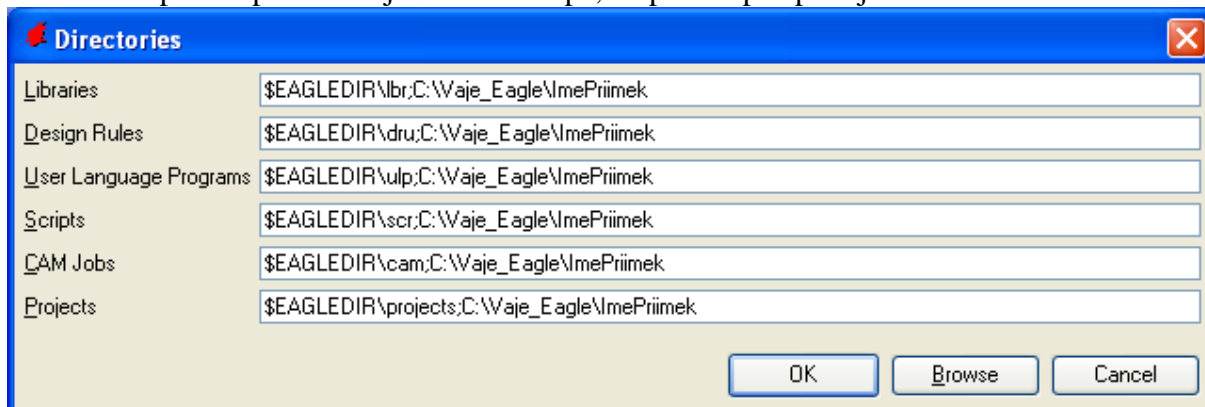 Directories
Libraries $EAGLEDIR\lbr;C:\Vaje_Eagle\ImePriimek
Design Rules $EAGLEDIR\dru;C:\Vaje_Eagle\ImePriimek
User Language Programs $EAGLEDIR\ulp;C:\Vaje_Eagle\ImePriimek
Scripts $EAGLEDIR\scr;C:\Vaje_Eagle\ImePriimek
CAM Jobs $EAGLEDIR\cam;C:\Vaje_Eagle\ImePriimek
Projects $EAGLEDIR\projects;C:\Vaje_Eagle\ImePriimek
OK Browse Cancel